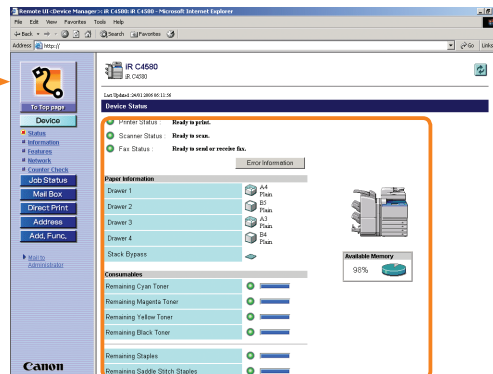 Remote UI <Device Manager>: iR C4580: iR C4580 - Microsoft Internet Explorer
File Edit View Favorites Tools Help
Back Search Favorites
Address http:// Go Links
iR C4580
iR C4580
Last Updated : 24/01 2006 06:11:56
To Top page
Device Status
Device
Status
Information
Features
Network
Counter Check
Job Status
Mail Box
Direct Print
Address
Add. Func.
Mail to
Administrator
Canon
Printer Status : Ready to print.
Scanner Status : Ready to scan.
Fax Status : Ready to send or receive fax.
Error Information
Paper Information
Drawer 1 A4
Plain
Drawer 2 B5
Plain
Drawer 3 A3
Plain
Drawer 4 B4
Plain
Stack Bypass
Available Memory
98%
Consumables
Remaining Cyan Toner
Remaining Magenta Toner
Remaining Yellow Toner
Remaining Black Toner
Remaining Staples
Remaining Saddle Stitch Staples